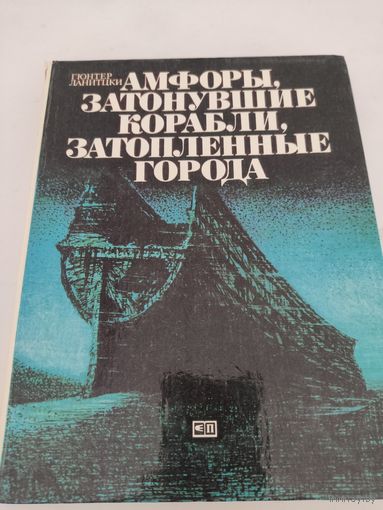 ГЮНТЕР
ЛАНИТЦКИ
АМФОРЫ,
ЗАТОНУВШИЕ
КОРАБЛИ,
ЗАТОПЛЕННЫЕ
ГОРОДА